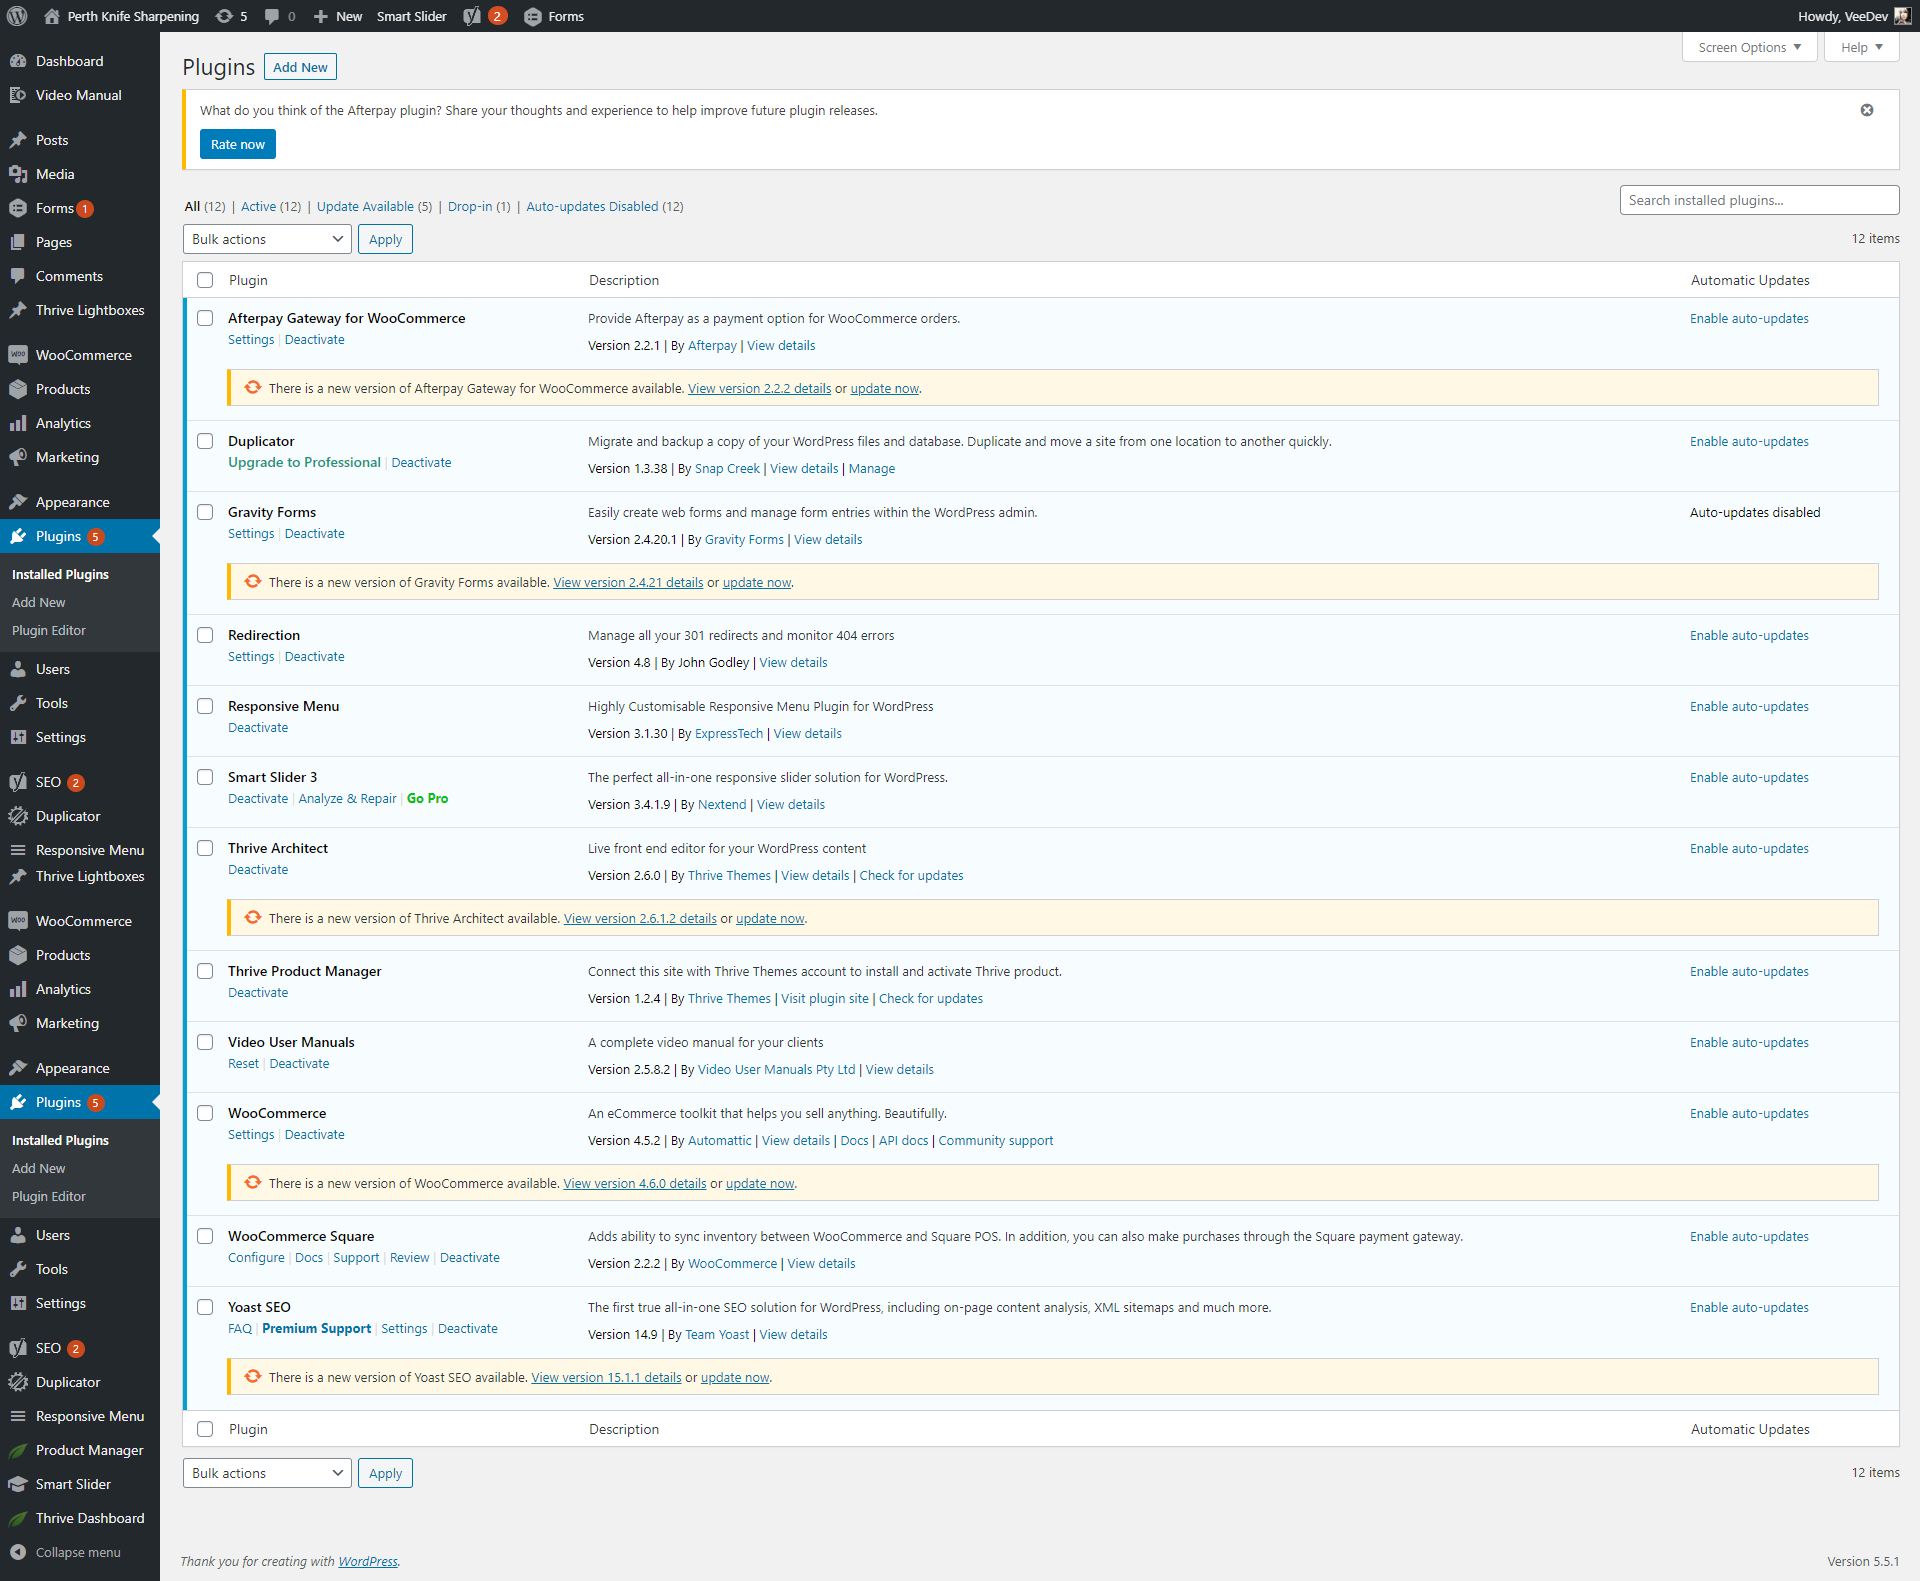 Perth Knife Sharpening 5 0 New Smart Slider 2 Forms Howdy, VeeDev
Dashboard
Video Manual
Posts
Media
Forms 1
Pages
Comments
Thrive Lightboxes
WooCommerce
Products
Analytics
Marketing
Appearance
Plugins 5
Installed Plugins
Add New
Plugin Editor
Users
Tools
Settings
SEO 2
Duplicator
Responsive Menu
Thrive Lightboxes
WooCommerce
Products
Analytics
Marketing
Appearance
Plugins 5
Installed Plugins
Add New
Plugin Editor
Users
Tools
Settings
SEO 2
Duplicator
Responsive Menu
Product Manager
Smart Slider
Thrive Dashboard
Collapse menu
Screen Options Help
Plugins Add New
What do you think of the Afterpay plugin? Share your thoughts and experience to help improve future plugin releases.
Rate now
All (12) | Active (12) | Update Available (5) | Drop-in (1) | Auto-updates Disabled (12)
Search installed plugins...
Bulk actions Apply
12 items
Plugin Description Automatic Updates
Afterpay Gateway for WooCommerce Provide Afterpay as a payment option for WooCommerce orders. Enable auto-updates
Settings | Deactivate
Version 2.2.1 | By Afterpay | View details
There is a new version of Afterpay Gateway for WooCommerce available. View version 2.2.2 details or update now.
Duplicator Migrate and backup a copy of your WordPress files and database. Duplicate and move a site from one location to another quickly. Enable auto-updates
Upgrade to Professional | Deactivate
Version 1.3.38 | By Snap Creek | View details | Manage
Gravity Forms Easily create web forms and manage form entries within the WordPress admin. Auto-updates disabled
Settings | Deactivate
Version 2.4.20.1 | By Gravity Forms | View details
There is a new version of Gravity Forms available. View version 2.4.21 details or update now.
Redirection Manage all your 301 redirects and monitor 404 errors Enable auto-updates
Settings | Deactivate
Version 4.8 | By John Godley | View details
Responsive Menu Highly Customisable Responsive Menu Plugin for WordPress Enable auto-updates
Deactivate
Version 3.1.30 | By ExpressTech | View details
Smart Slider 3 The perfect all-in-one responsive slider solution for WordPress. Enable auto-updates
Deactivate | Analyze & Repair | Go Pro
Version 3.4.1.9 | By Nextend | View details
Thrive Architect Live front end editor for your WordPress content Enable auto-updates
Deactivate
Version 2.6.0 | By Thrive Themes | View details | Check for updates
There is a new version of Thrive Architect available. View version 2.6.1.2 details or update now.
Thrive Product Manager Connect this site with Thrive Themes account to install and activate Thrive product. Enable auto-updates
Deactivate
Version 1.2.4 | By Thrive Themes | Visit plugin site | Check for updates
Video User Manuals A complete video manual for your clients Enable auto-updates
Reset | Deactivate
Version 2.5.8.2 | By Video User Manuals Pty Ltd | View details
WooCommerce An eCommerce toolkit that helps you sell anything. Beautifully. Enable auto-updates
Settings | Deactivate
Version 4.5.2 | By Automattic | View details | Docs | API docs | Community support
There is a new version of WooCommerce available. View version 4.6.0 details or update now.
WooCommerce Square Adds ability to sync inventory between WooCommerce and Square POS. In addition, you can also make purchases through the Square payment gateway. Enable auto-updates
Configure | Docs | Support | Review | Deactivate
Version 2.2.2 | By WooCommerce | View details
Yoast SEO The first true all-in-one SEO solution for WordPress, including on-page content analysis, XML sitemaps and much more. Enable auto-updates
FAQ | Premium Support | Settings | Deactivate
Version 14.9 | By Team Yoast | View details
There is a new version of Yoast SEO available. View version 15.1.1 details or update now.
Plugin Description Automatic Updates
Bulk actions Apply
12 items
Thank you for creating with WordPress. Version 5.5.1